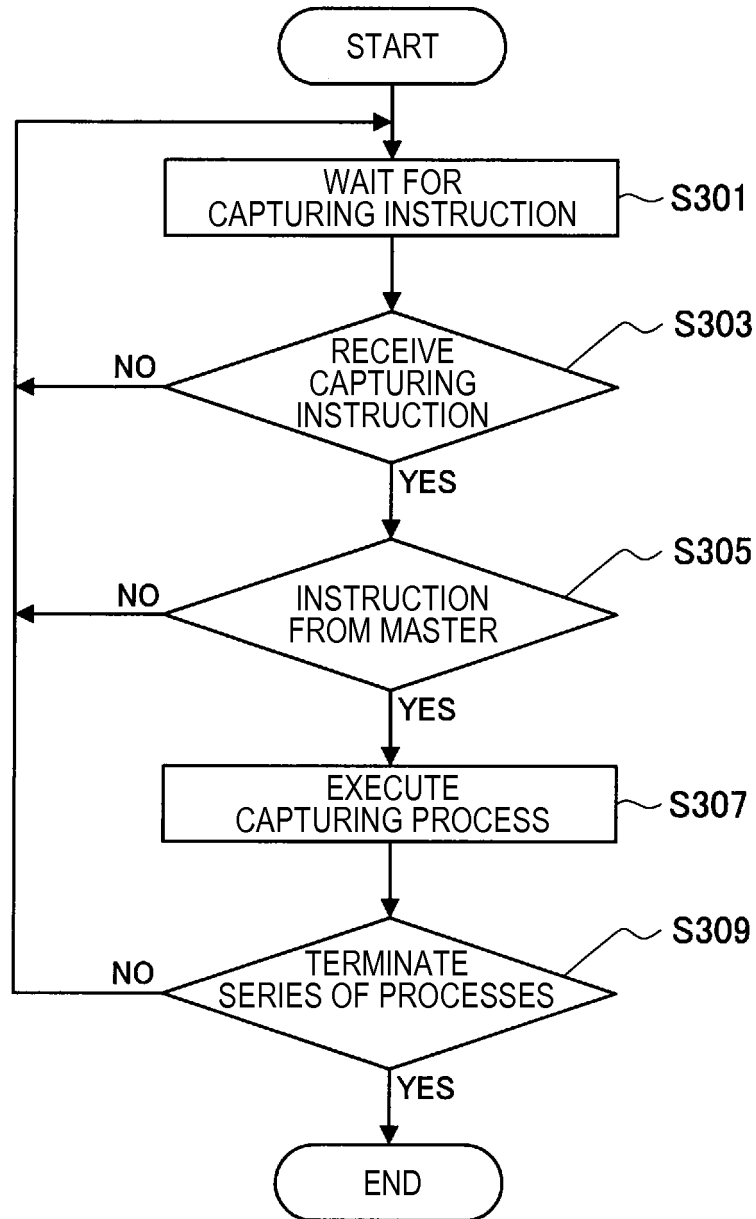 START
WAIT FOR
CAPTURING INSTRUCTION
S301
S303
RECEIVE
CAPTURING
INSTRUCTION
NO
YES
S305
INSTRUCTION
FROM MASTER
NO
YES
EXECUTE
CAPTURING PROCESS
S307
S309
TERMINATE
SERIES OF PROCESSES
NO
YES
END